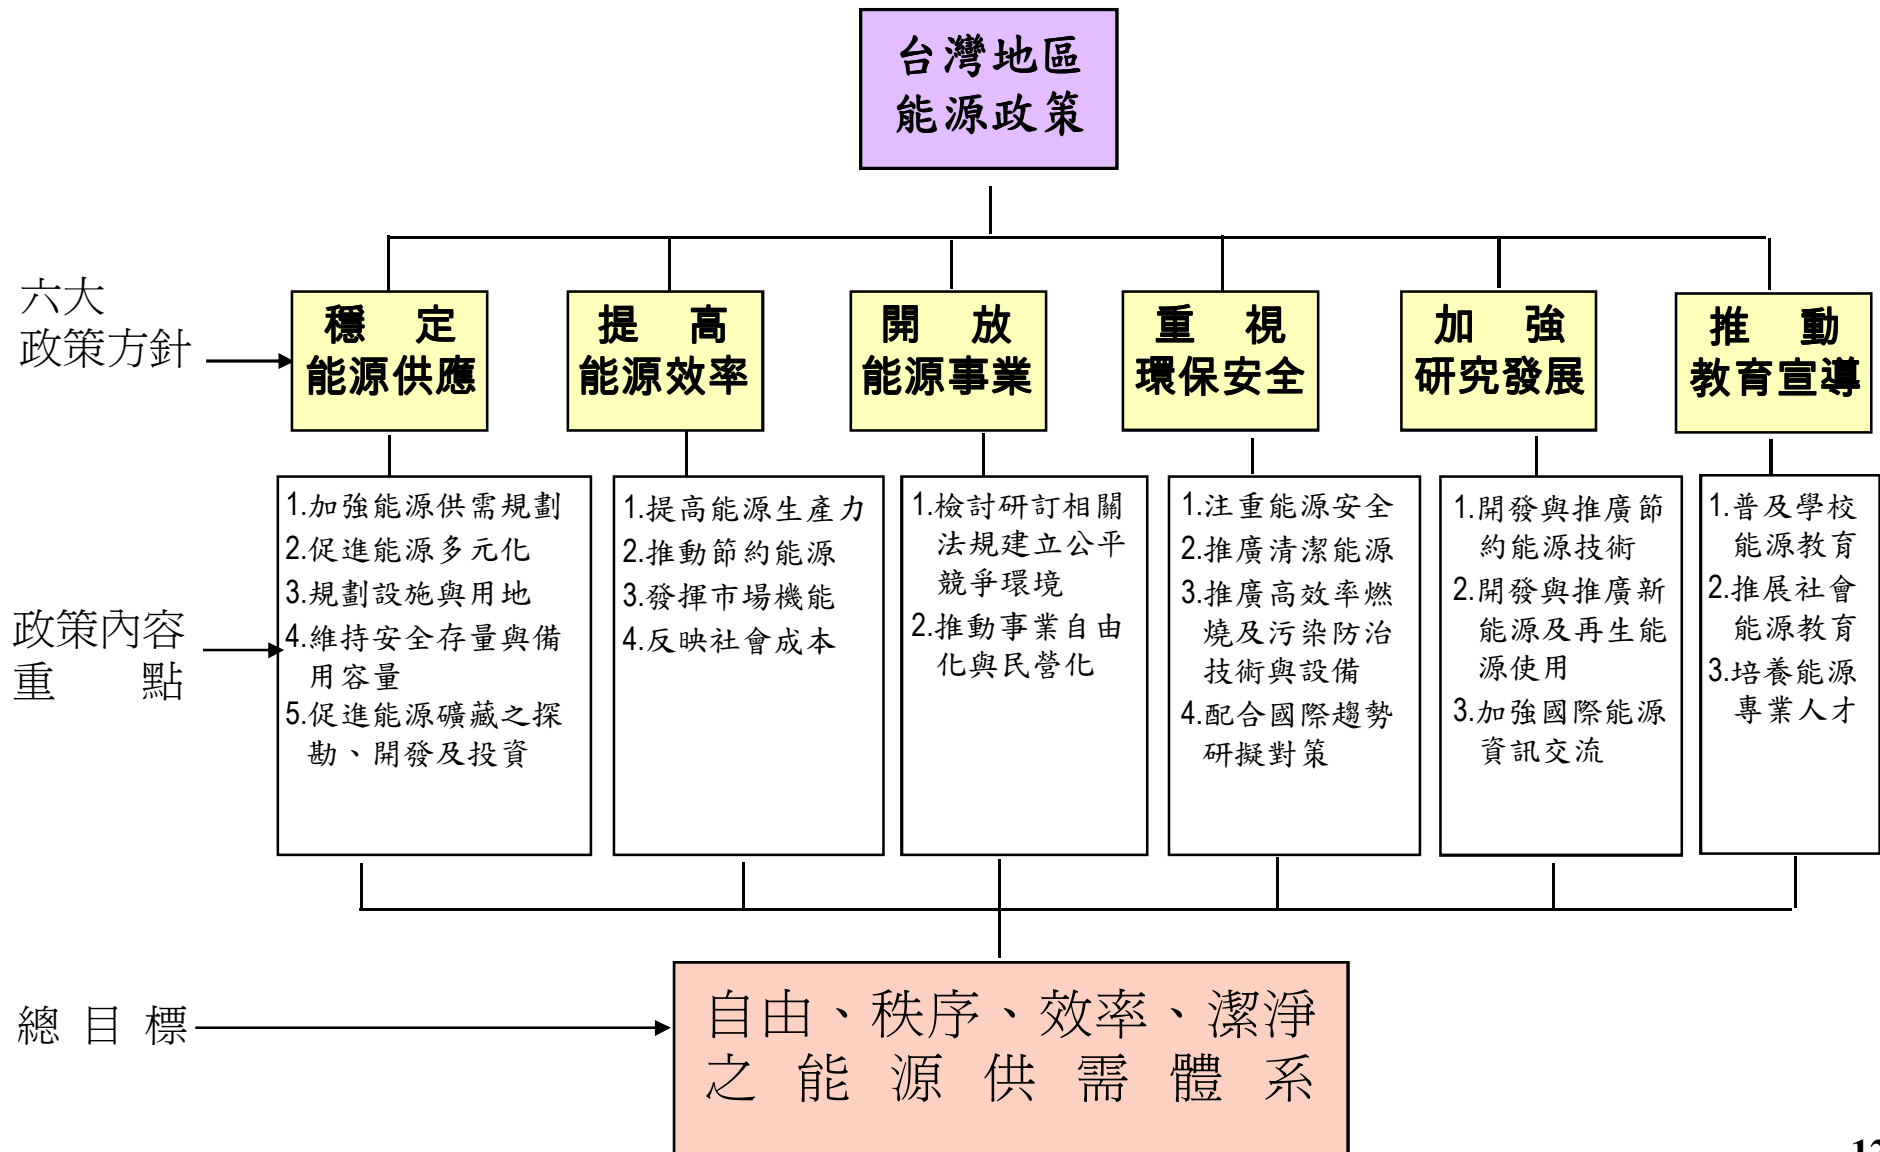 台灣地區
能源政策
六大
政策方針
穩 定
能源供應
提 高
能源效率
開 放
能源事業
重 視
環保安全
加 強
研究發展
推 動
教育宣導
政策內容
重 點
1.加強能源供需規劃
2.促進能源多元化
3.規劃設施與用地
4.維持安全存量與備
用容量
5.促進能源礦藏之探
勘、開發及投資
1.提高能源生產力
2.推動節約能源
3.發揮市場機能
4.反映社會成本
1.檢討研訂相關
法規建立公平
競爭環境
2.推動事業自由
化與民營化
1.注重能源安全
2.推廣清潔能源
3.推廣高效率燃
燒及污染防治
技術與設備
4.配合國際趨勢
研擬對策
1.開發與推廣節
約能源技術
2.開發與推廣新
能源及再生能
源使用
3.加強國際能源
資訊交流
1.普及學校
能源教育
2.推展社會
能源教育
3.培養能源
專業人才
總 目 標
自由、秩序、效率、潔淨
之 能 源 供 需 體 系